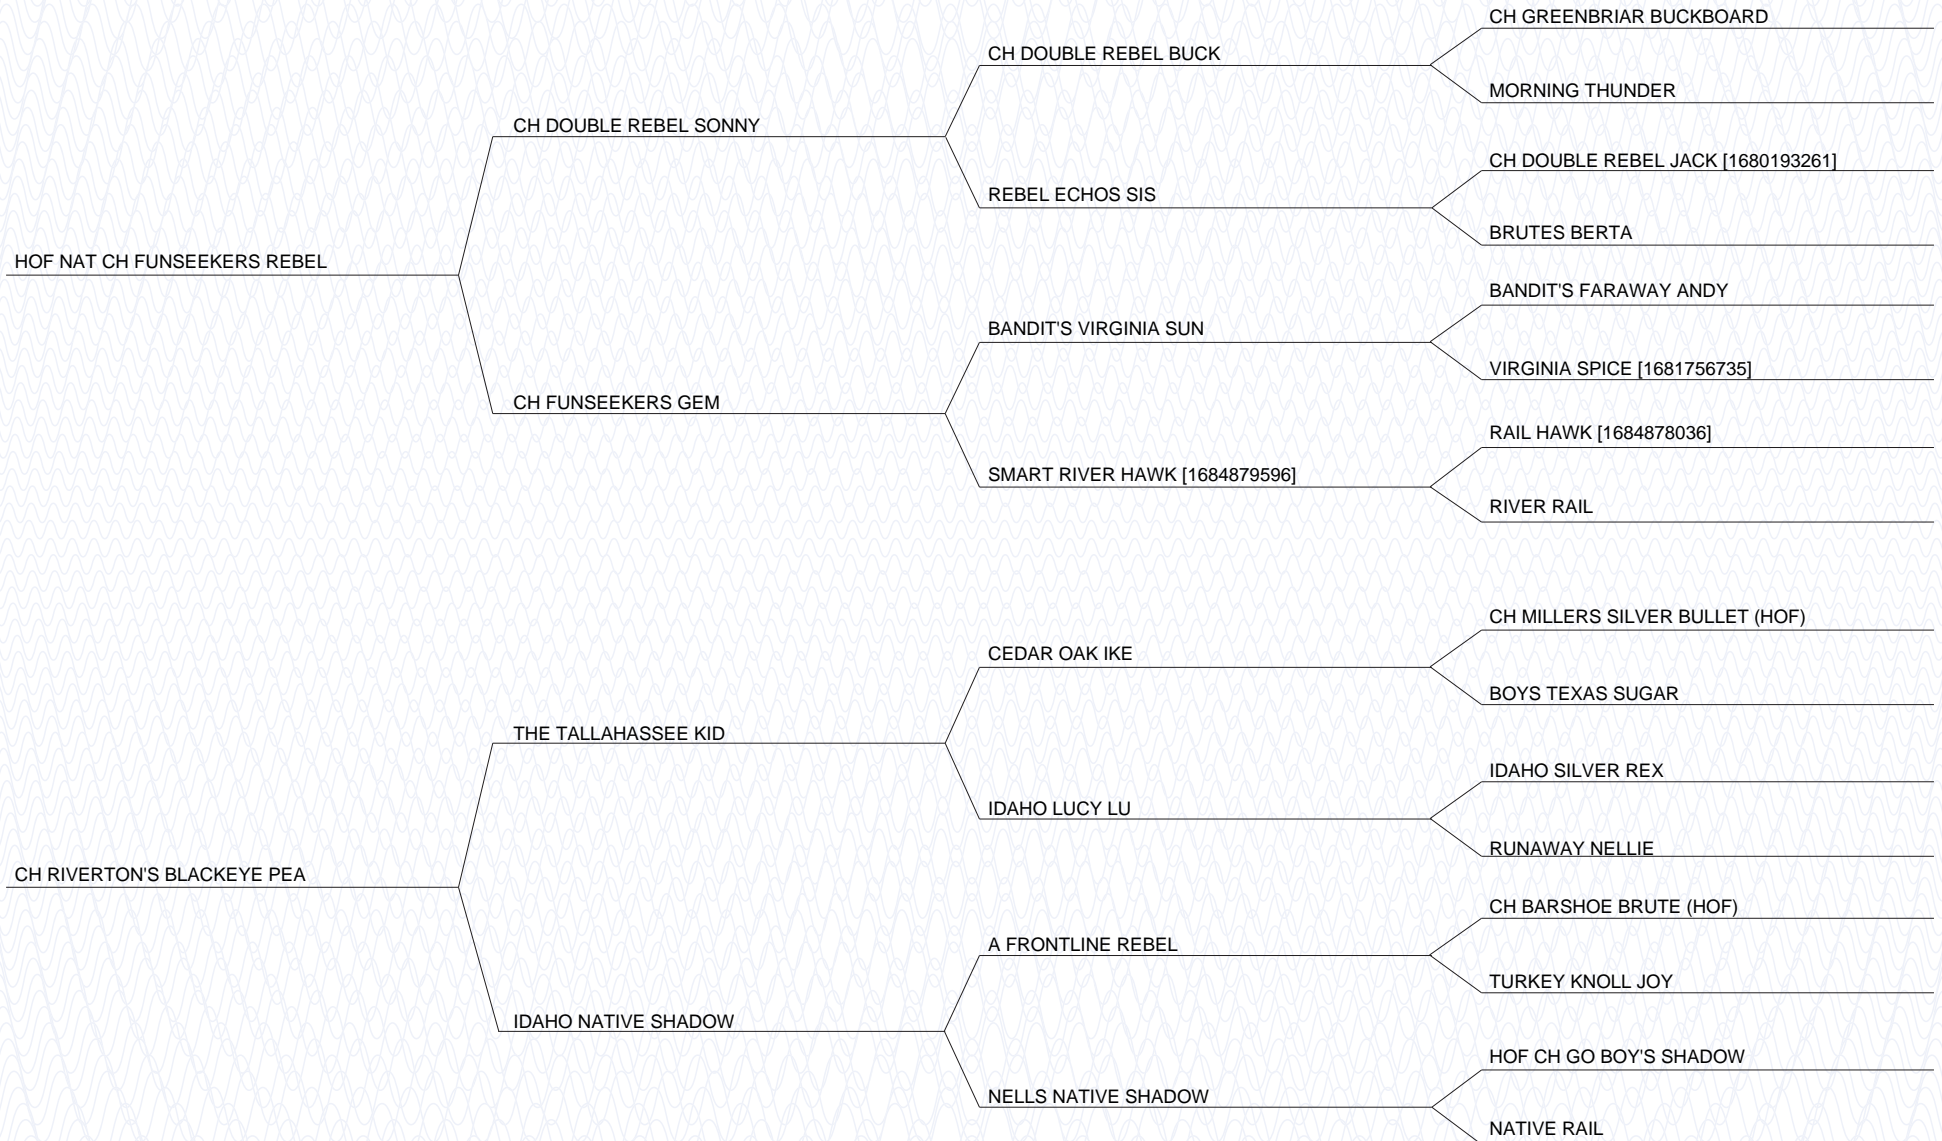 CH GREENBRIAR BUCKBOARD
CH DOUBLE REBEL BUCK
MORNING THUNDER
CH DOUBLE REBEL SONNY
CH DOUBLE REBEL JACK [1680193261]
REBEL ECHOS SIS
BRUTES BERTA
HOF NAT CH FUNSEEKERS REBEL
BANDIT'S FARAWAY ANDY
BANDIT'S VIRGINIA SUN
VIRGINIA SPICE [1681756735]
CH FUNSEEKERS GEM
RAIL HAWK [1684878036]
SMART RIVER HAWK [1684879596]
RIVER RAIL
CH MILLERS SILVER BULLET (HOF)
CEDAR OAK IKE
BOYS TEXAS SUGAR
THE TALLAHASSEE KID
IDAHO SILVER REX
IDAHO LUCY LU
RUNAWAY NELLIE
CH RIVERTON'S BLACKEYE PEA
CH BARSHOE BRUTE (HOF)
A FRONTLINE REBEL
TURKEY KNOLL JOY
IDAHO NATIVE SHADOW
HOF CH GO BOY'S SHADOW
NELLS NATIVE SHADOW
NATIVE RAIL